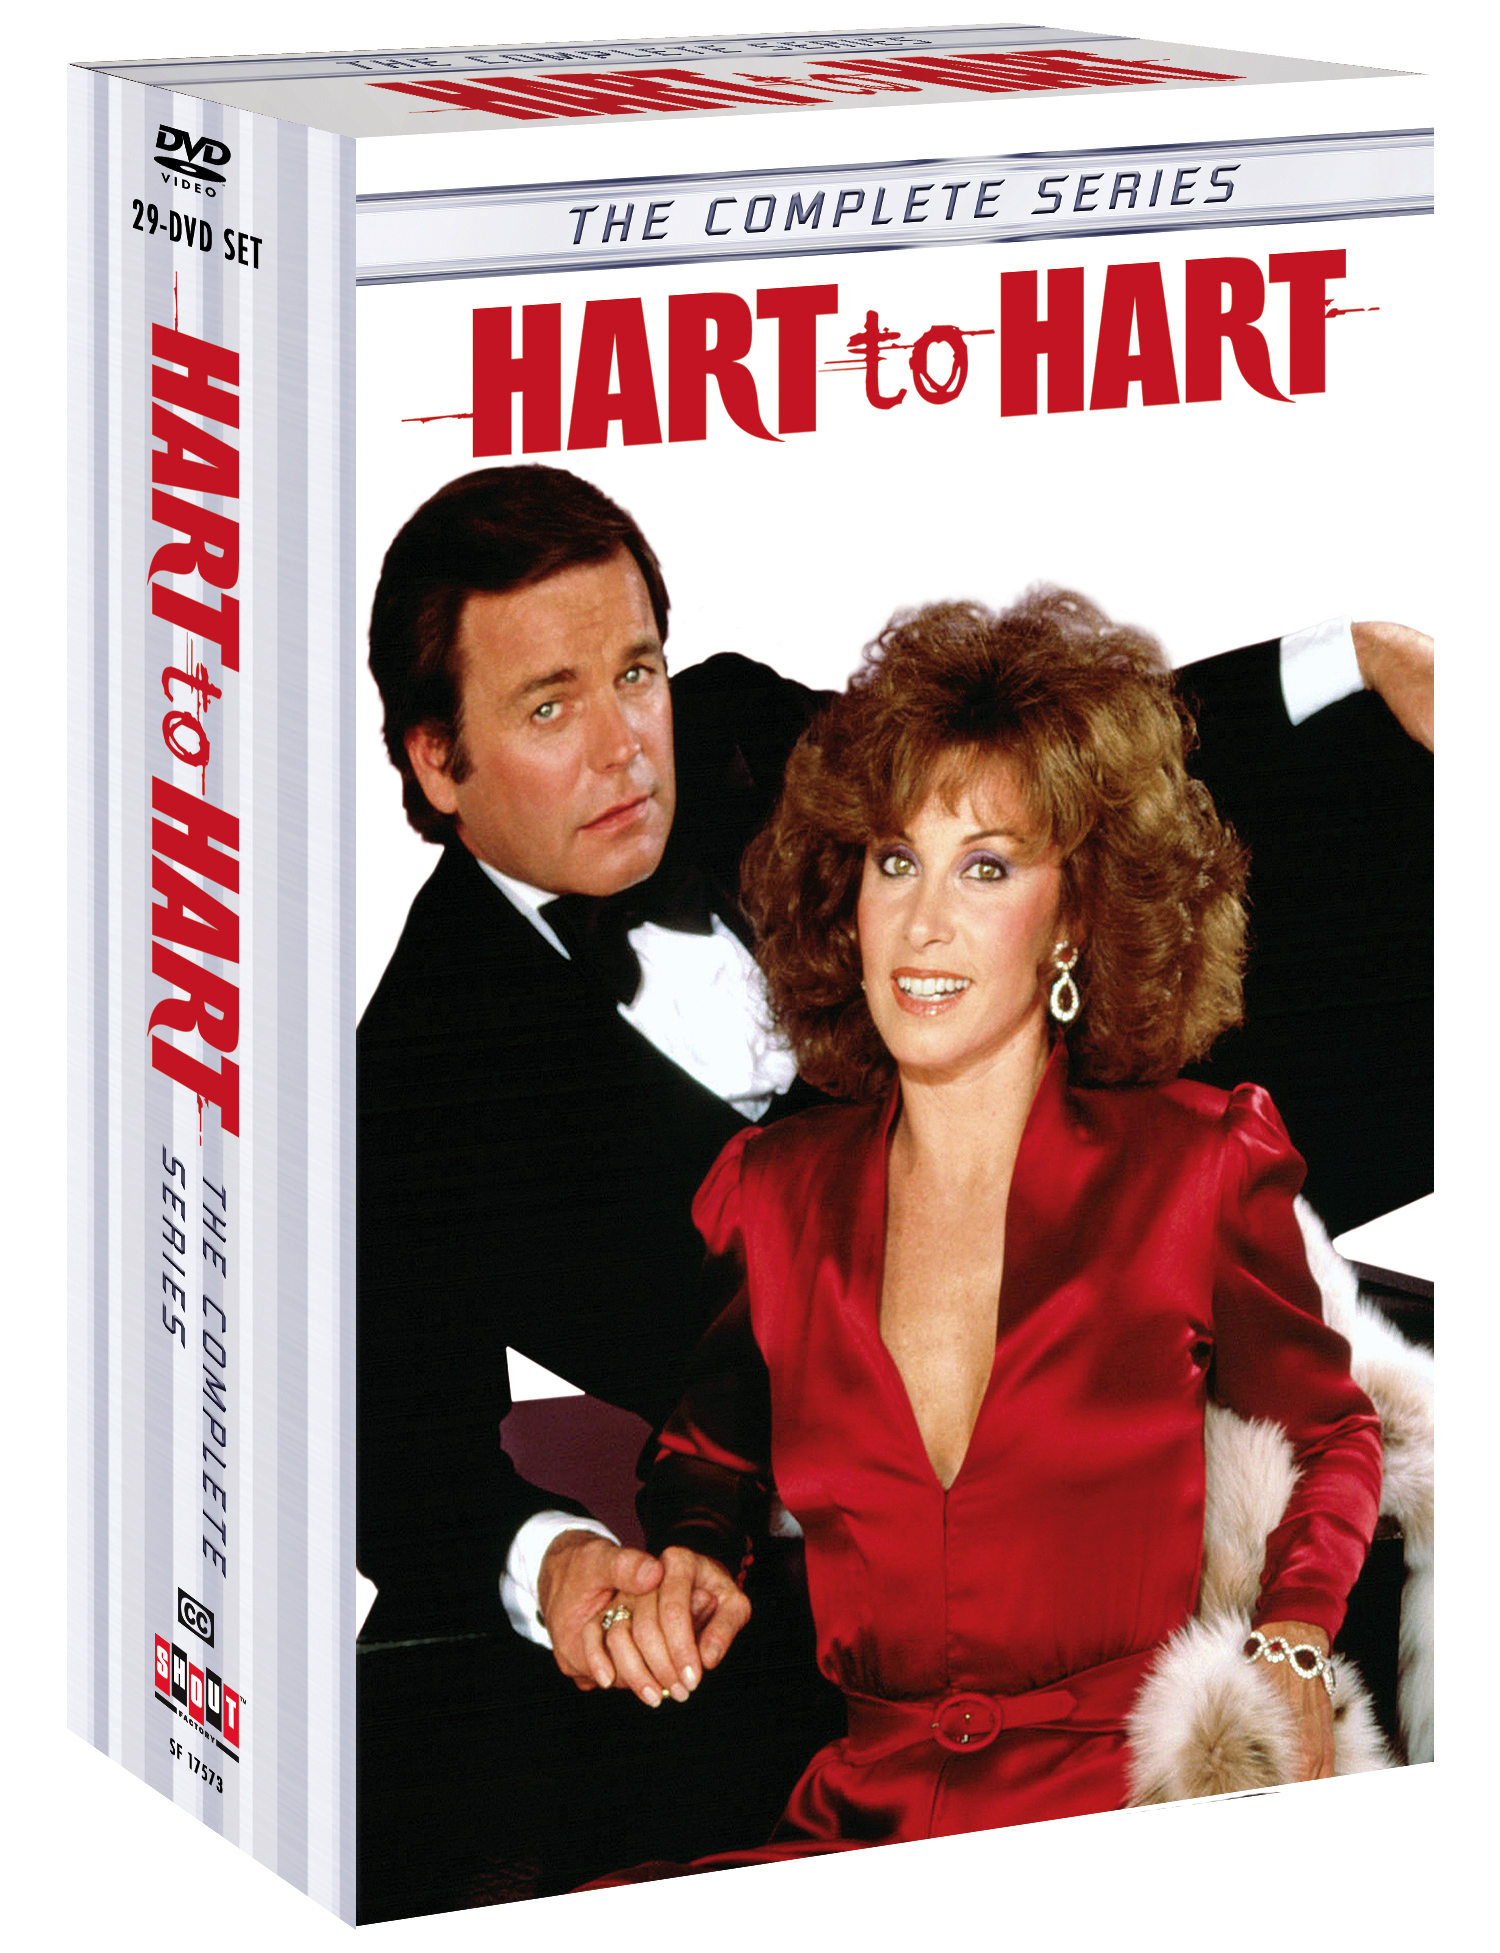 THE COMPLETE SERIES
HART to HART
THE COMPLETE SERIES
HART to HART
DVD
VIDEO
29-DVD SET
HART to HART
THE COMPLETE
SERIES
CC
SHOUT™
FACTORY
SF 17573